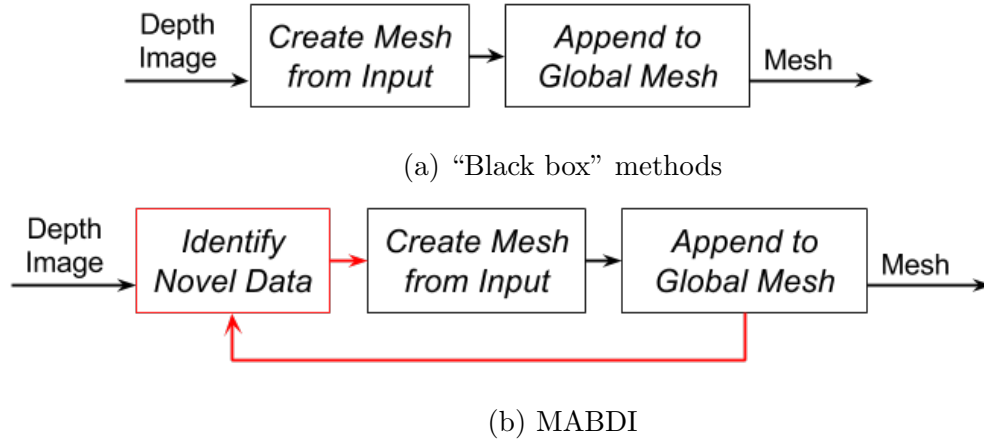 Depth
Image
Create Mesh
from Input
Append to
Global Mesh
Mesh
(a) “Black box” methods
Depth
Image
Identify
Novel Data
Create Mesh
from Input
Append to
Global Mesh
Mesh
(b) MABDI